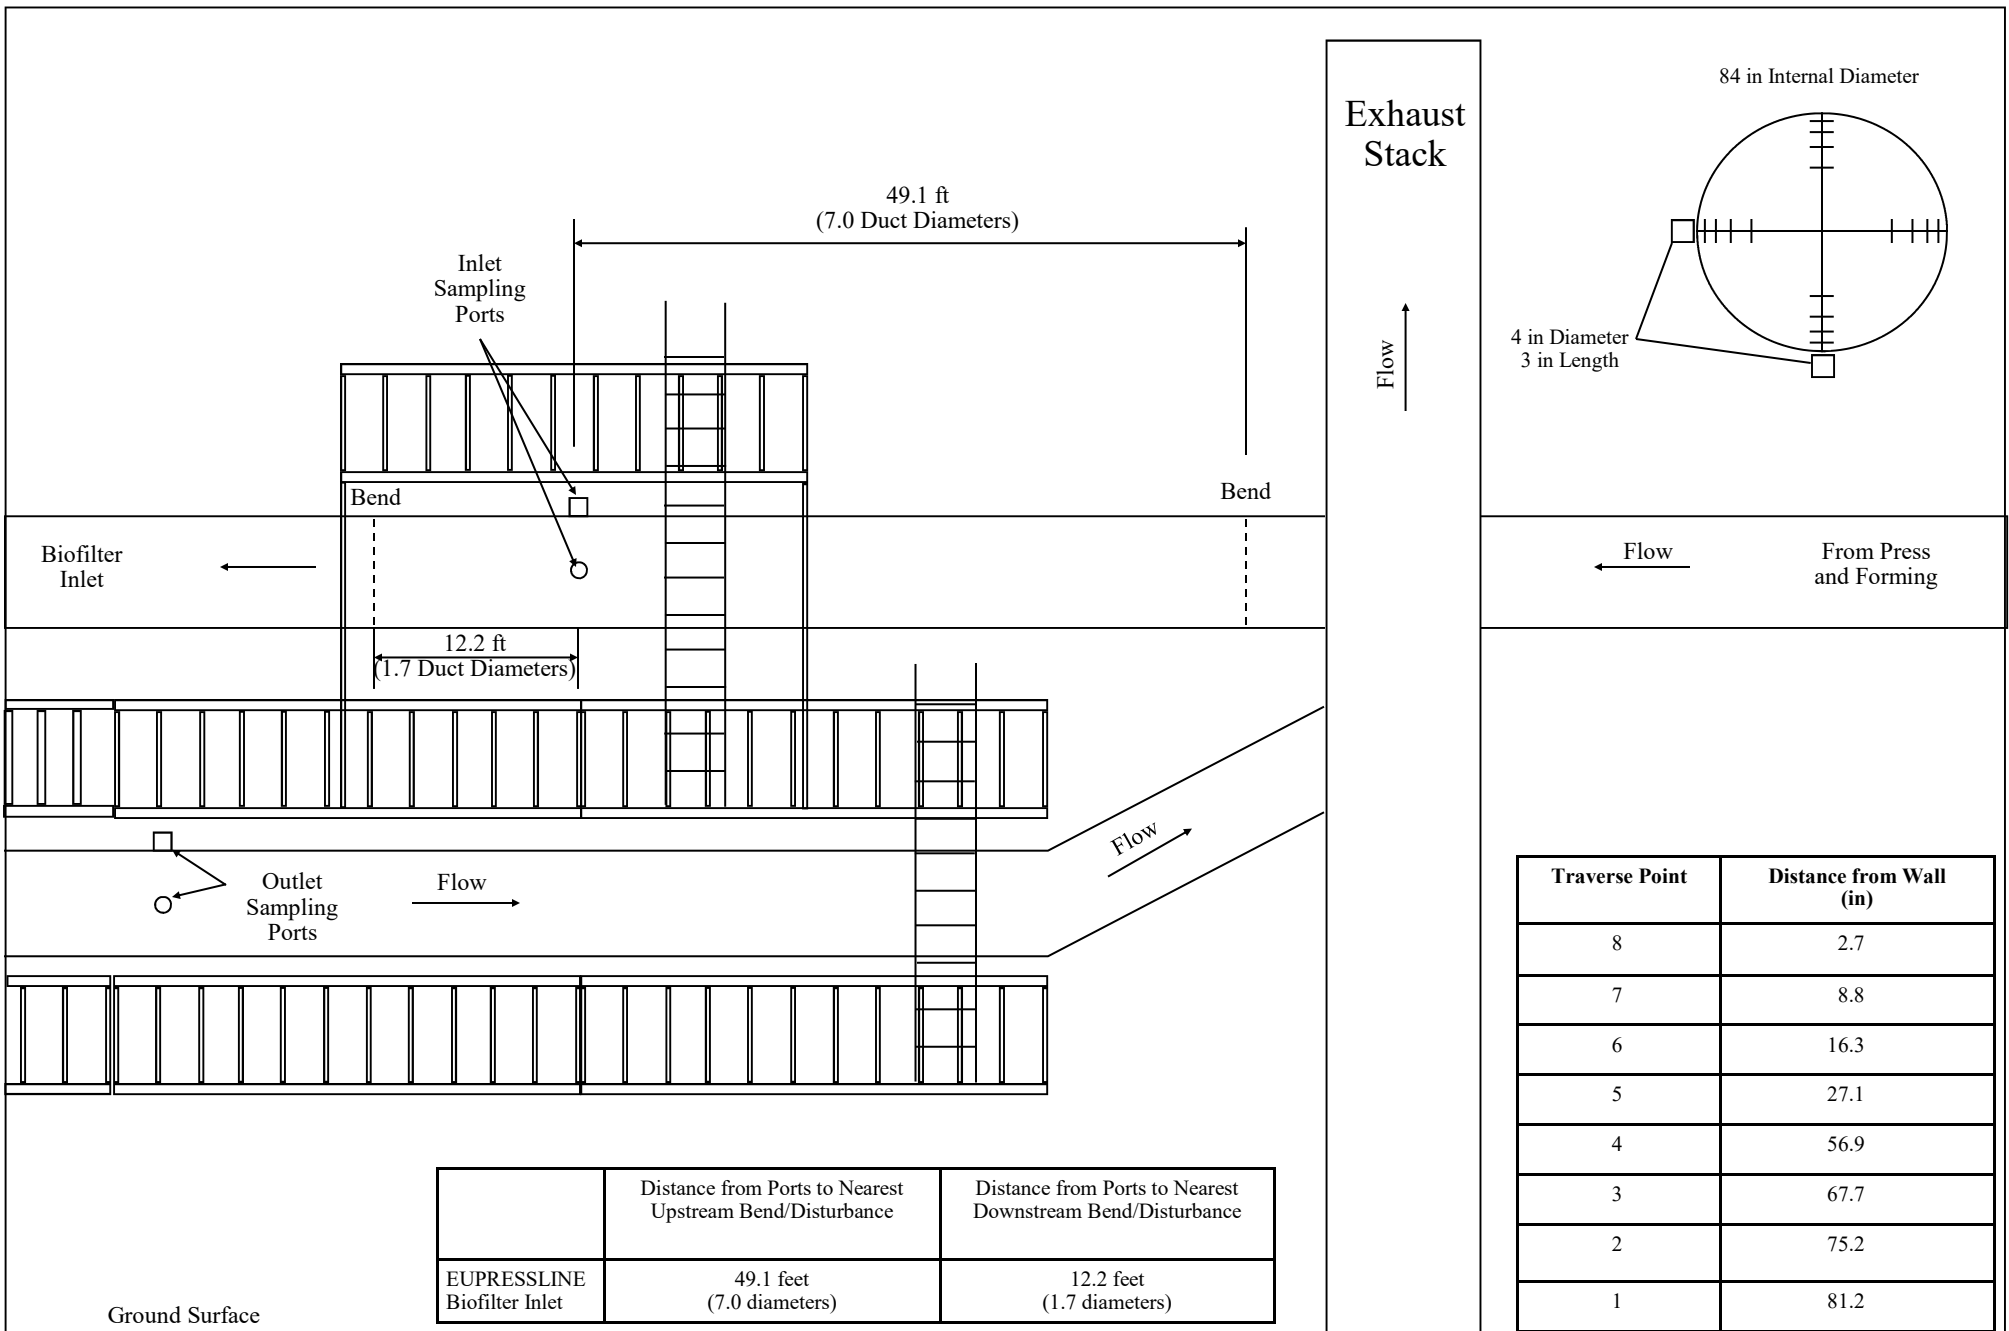 84 in Internal Diameter
Exhaust
Stack
49.1 ft
(7.0 Duct Diameters)
Inlet
Sampling
Ports
4 in Diameter
3 in Length
Flow
Bend
Bend
Biofilter
Inlet
Flow
From Press
and Forming
12.2 ft
(1.7 Duct Diameters)
Flow
Outlet
Sampling
Ports
Flow
Traverse Point
Distance from Wall
(in)
8
2.7
7
8.8
6
16.3
5
27.1
4
56.9
3
67.7
2
75.2
1
81.2
Distance from Ports to Nearest
Upstream Bend/Disturbance
Distance from Ports to Nearest
Downstream Bend/Disturbance
EUPRESSLINE
Biofilter Inlet
49.1 feet
(7.0 diameters)
12.2 feet
(1.7 diameters)
Ground Surface